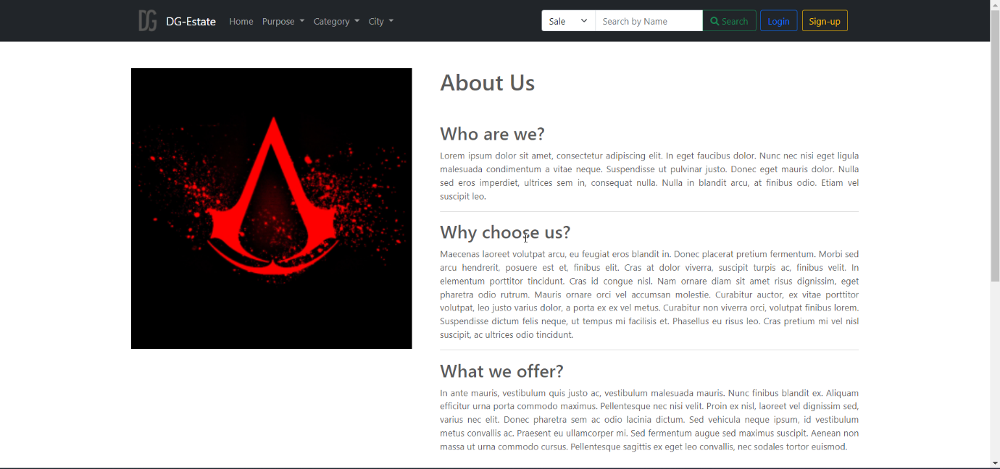 DG DG-Estate Home Purpose Category City Sale Search by Name Search Login Sign-up
About Us
Who are we?
Lorem ipsum dolor sit amet, consectetur adipiscing elit. In eget faucibus dolor. Nunc nec nisi eget ligula
malesuada condimentum a vitae neque. Suspendisse ut pulvinar justo. Donec eget mauris dolor. Nulla
sed eros imperdiet, ultrices sem in, consequat nulla. Nulla in blandit arcu, at finibus odio. Etiam vel
suscipit leo.
Why choose us?
Maecenas laoreet volutpat arcu, eu feugiat eros blandit in. Donec placerat pretium fermentum. Morbi sed
arcu hendrerit, posuere est et, finibus elit. Cras at dolor viverra, suscipit turpis ac, finibus velit. In
elementum porttitor tincidunt. Cras id congue nisl. Nam ornare diam sit amet risus dignissim, eget
pharetra odio rutrum. Mauris ornare orci vel accumsan molestie. Curabitur auctor, ex vitae porttitor
volutpat, leo justo varius dolor, a porta ex ex vel metus. Curabitur non viverra orci, volutpat finibus lorem.
Suspendisse dictum felis neque, ut tempus mi facilisis et. Phasellus eu risus leo. Cras pretium mi vel nisl
suscipit, ac ultrices odio tincidunt.
What we offer?
In ante mauris, vestibulum quis justo ac, vestibulum malesuada mauris. Nunc finibus blandit ex. Aliquam
efficitur urna porta commodo maximus. Pellentesque nec nisi velit. Proin ex nisl, laoreet vel dignissim sed,
varius nec elit. Donec pharetra sem ac odio lacinia dictum. Sed vehicula neque ipsum, id vestibulum
metus convallis ac. Praesent eu ullamcorper mi. Sed fermentum augue sed maximus suscipit. Aenean non
massa ut urna commodo cursus. Pellentesque sagittis ex eget leo convallis, nec sodales tortor euismod.